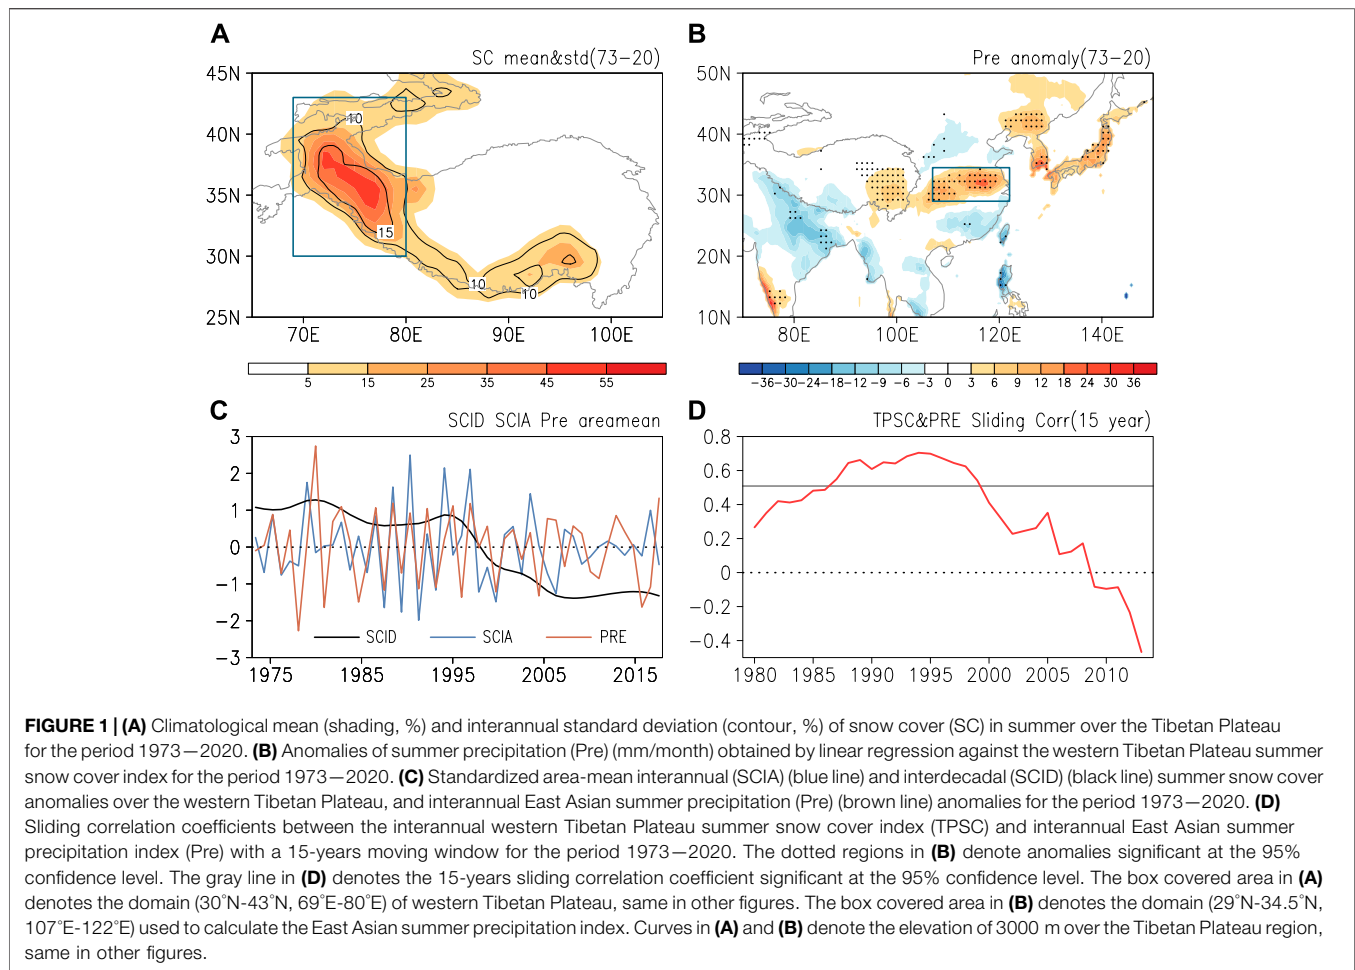 A
SC mean&std(73−20)
45N
40N
35N
30N
25N
70E 80E 90E 100E
10
15
10
10
5 15 25 35 45 55
B
Pre anomaly(73−20)
50N
40N
30N
20N
10N
80E 100E 120E 140E
−36−30−24−18−12 −9 −6 −3 0 3 6 9 12 18 24 30 36
C
SCID SCIA Pre areamean
3
2
1
0
−1
−2
−3
SCID SCIA PRE
1975 1985 1995 2005 2015
D
TPSC&PRE Sliding Corr(15 year)
0.8
0.6
0.4
0.2
0
−0.2
−0.4
1980 1985 1990 1995 2000 2005 2010
FIGURE 1 | (A) Climatological mean (shading, %) and interannual standard deviation (contour, %) of snow cover (SC) in summer over the Tibetan Plateau
for the period 1973—2020. (B) Anomalies of summer precipitation (Pre) (mm/month) obtained by linear regression against the western Tibetan Plateau summer
snow cover index for the period 1973—2020. (C) Standardized area-mean interannual (SCIA) (blue line) and interdecadal (SCID) (black line) summer snow cover
anomalies over the western Tibetan Plateau, and interannual East Asian summer precipitation (Pre) (brown line) anomalies for the period 1973—2020. (D)
Sliding correlation coefficients between the interannual western Tibetan Plateau summer snow cover index (TPSC) and interannual East Asian summer
precipitation index (Pre) with a 15-years moving window for the period 1973—2020. The dotted regions in (B) denote anomalies significant at the 95%
confidence level. The gray line in (D) denotes the 15-years sliding correlation coefficient significant at the 95% confidence level. The box covered area in (A)
denotes the domain (30°N-43°N, 69°E-80°E) of western Tibetan Plateau, same in other figures. The box covered area in (B) denotes the domain (29°N-34.5°N,
107°E-122°E) used to calculate the East Asian summer precipitation index. Curves in (A) and (B) denote the elevation of 3000 m over the Tibetan Plateau region,
same in other figures.